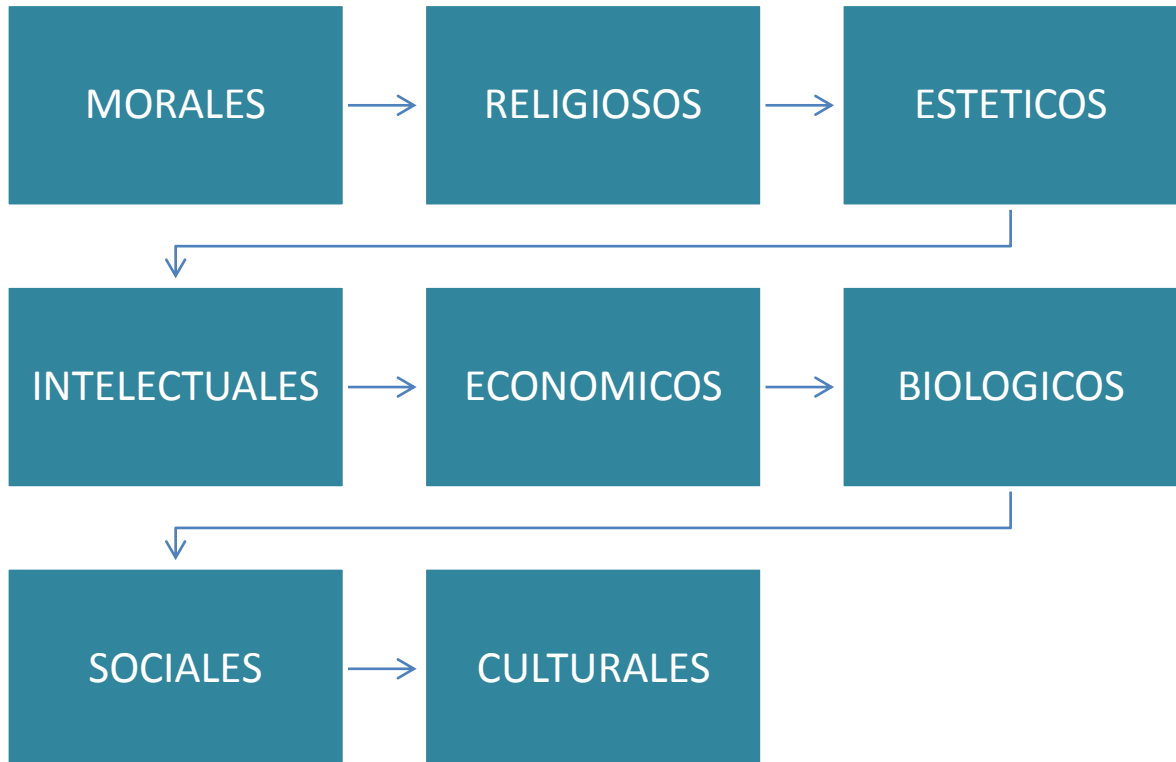 MORALES
RELIGIOSOS
ESTETICOS
INTELECTUALES
ECONOMICOS
BIOLOGICOS
SOCIALES
CULTURALES